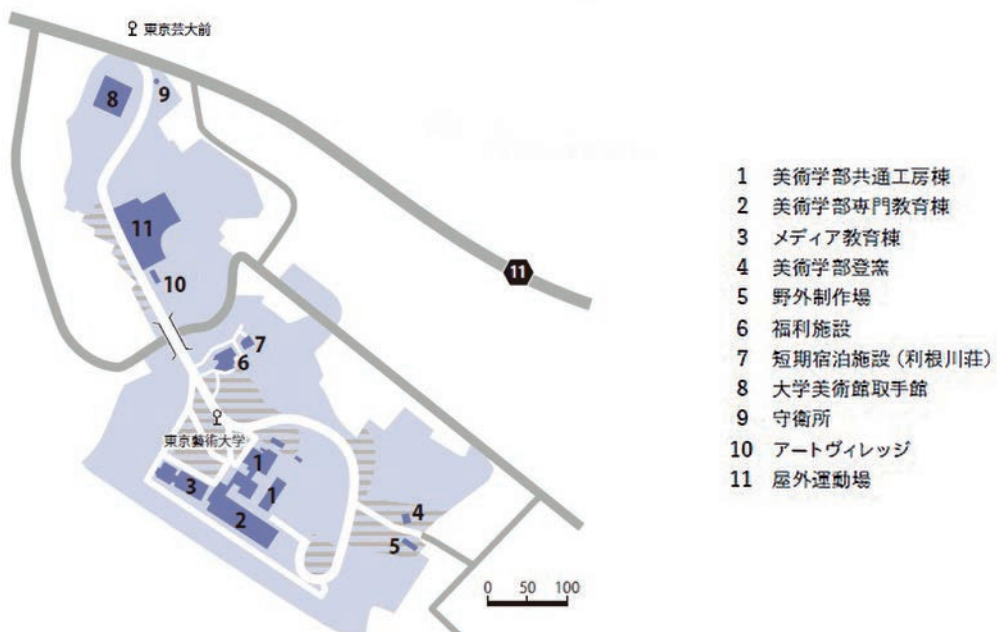 東京芸大前
8
9
11
10
11
7
6
東京藝術大学
1
3
1
2
4
5
0 50 100
1 美術学部共通工房棟
2 美術学部専門教育棟
3 メディア教育棟
4 美術学部登窯
5 野外制作場
6 福利施設
7 短期宿泊施設（利根川荘）
8 大学美術館取手館
9 守衛所
10 アートヴィレッジ
11 屋外運動場